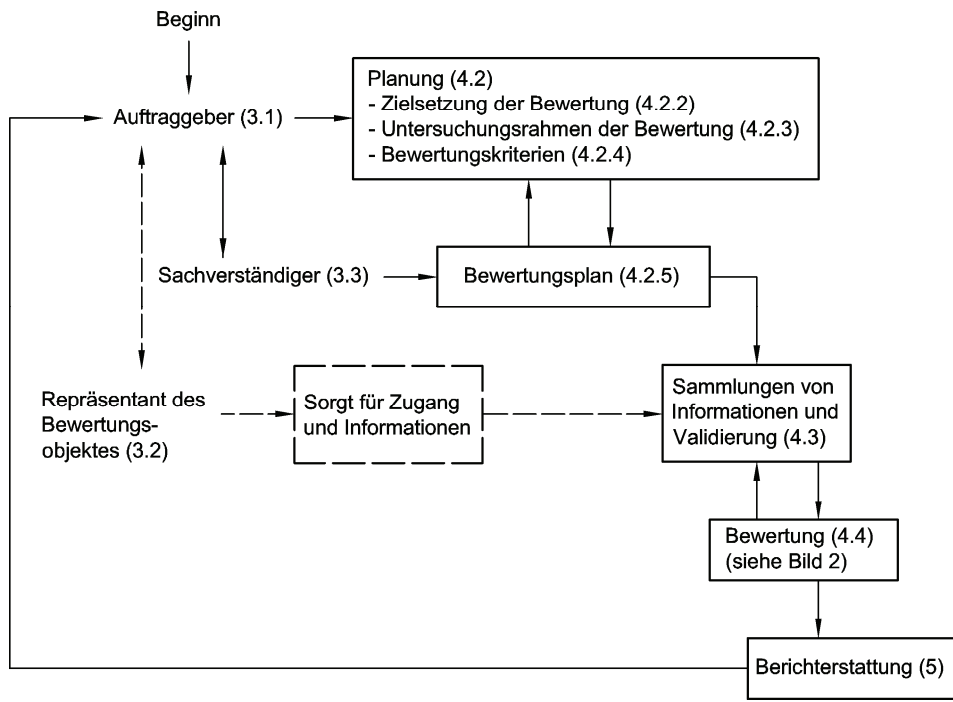 Beginn
Auftraggeber (3.1)
Planung (4.2)
- Zielsetzung der Bewertung (4.2.2)
- Untersuchungsrahmen der Bewertung (4.2.3)
- Bewertungskriterien (4.2.4)
Sachverständiger (3.3)
Bewertungsplan (4.2.5)
Repräsentant des
Bewertungs-
objektes (3.2)
Sorgt für Zugang
und Informationen
Sammlungen von
Informationen und
Validierung (4.3)
Bewertung (4.4)
(siehe Bild 2)
Berichterstattung (5)